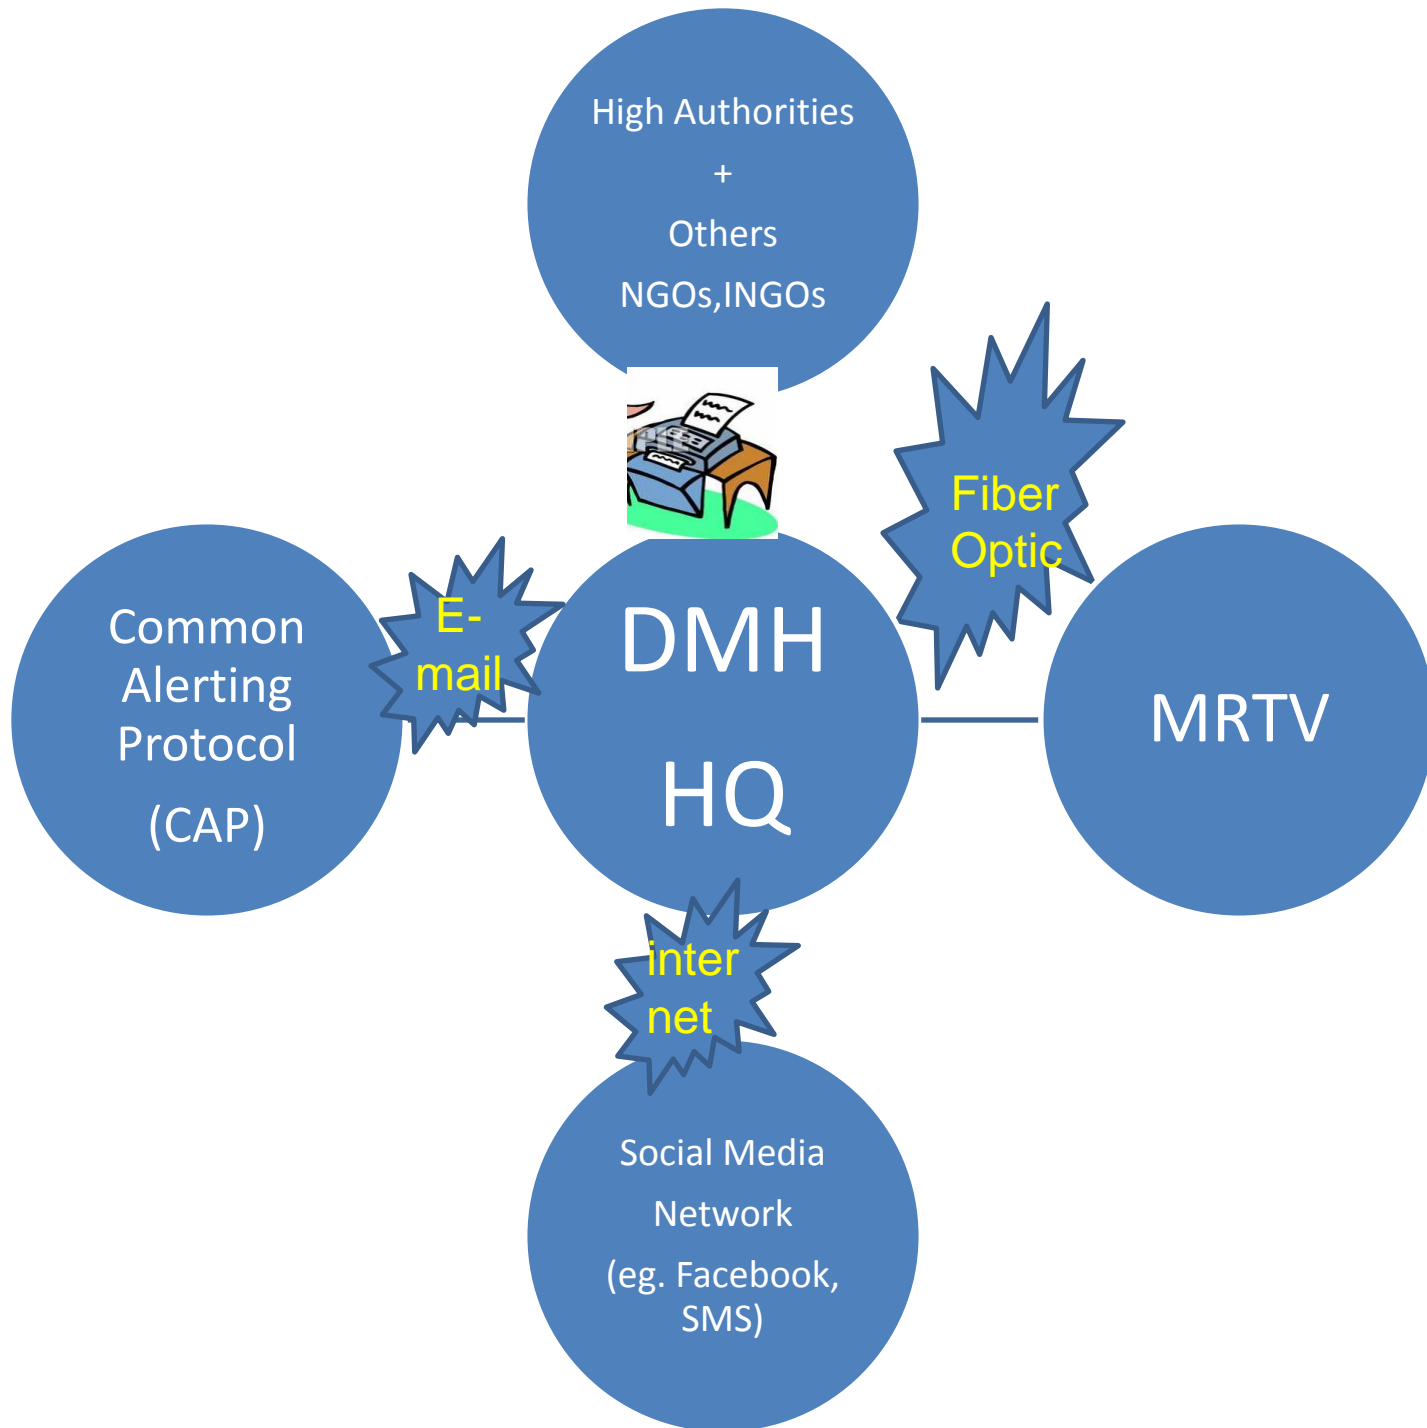 High Authorities
+
Others
NGOs,INGOs
Fiber
Optic
E-
mail
Common
Alerting
Protocol
(CAP)
DMH
HQ
MRTV
inter
net
Social Media
Network
(eg. Facebook,
SMS)